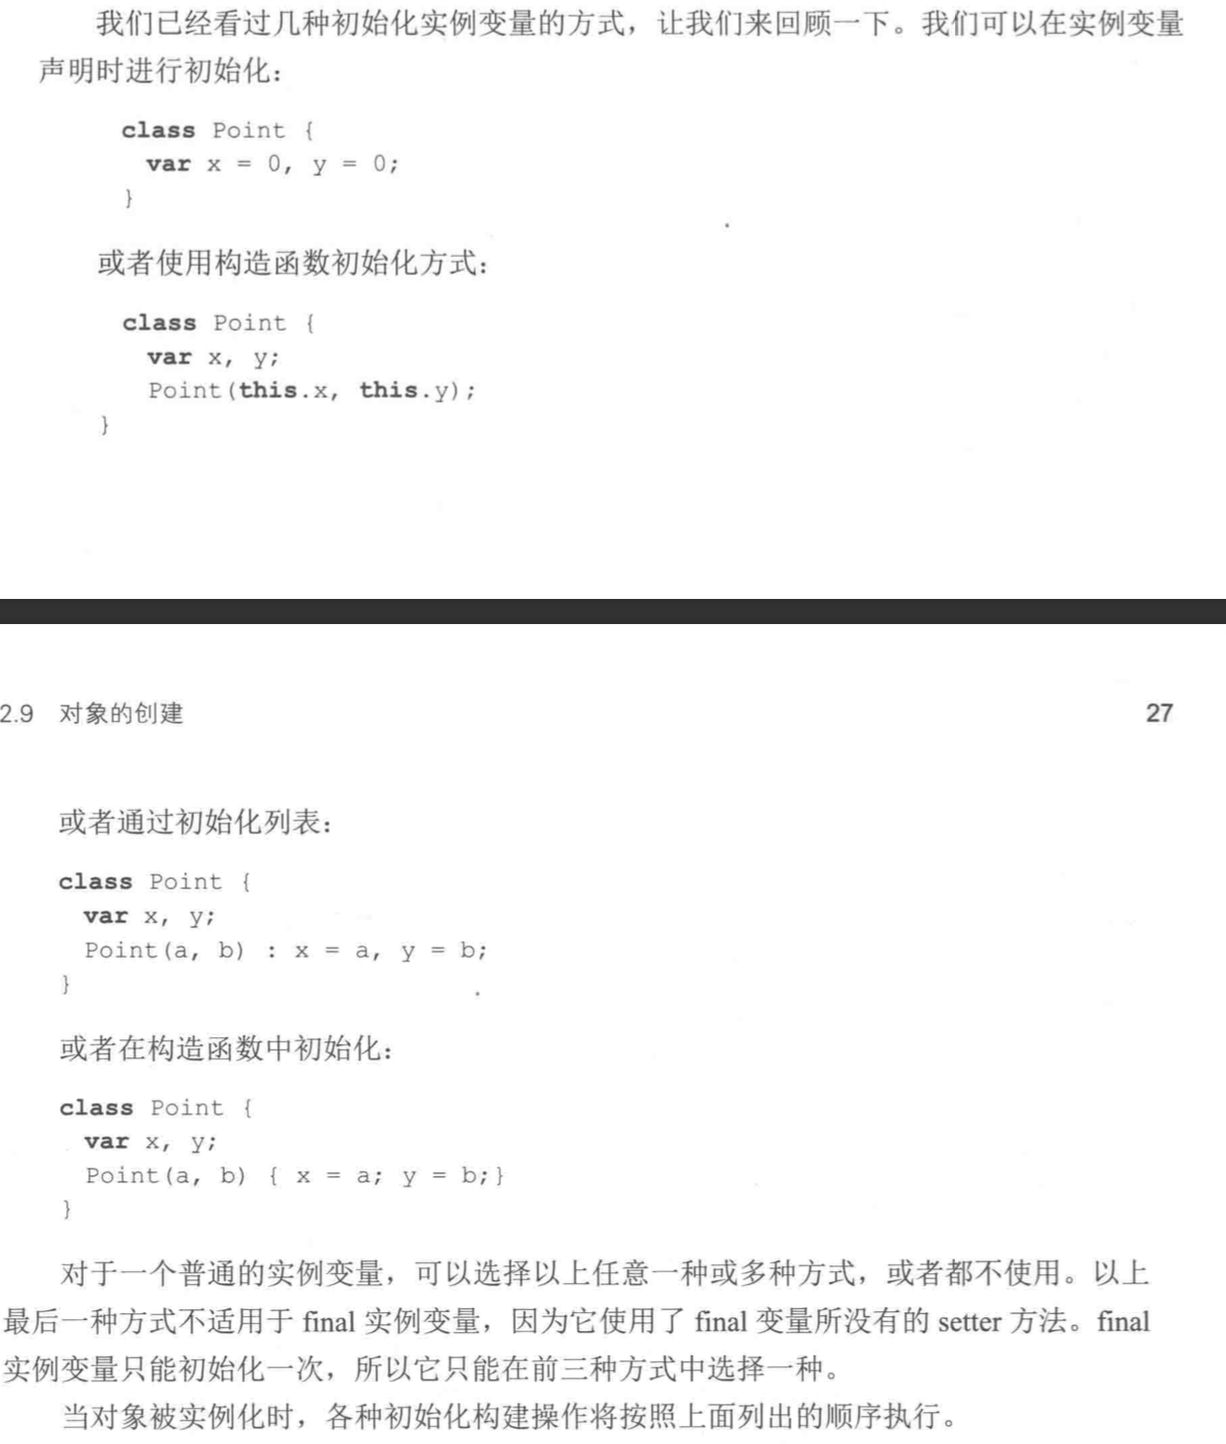 我们已经看过几种初始化实例变量的方式，让我们来回顾一下。我们可以在实例变量
声明时进行初始化：
class Point {
var x = 0, y = 0;
}
或者使用构造函数初始化方式：
class Point {
var x, y;
Point(this.x, this.y);
}
2.9 对象的创建
27
或者通过初始化列表：
class Point {
var x, y;
Point(a, b) : x = a, y = b;
}
或者在构造函数中初始化：
class Point {
var x, y;
Point(a, b) { x = a; y = b;}
}
对于一个普通的实例变量，可以选择以上任意一种或多种方式，或者都不使用。以上
最后一种方式不适用于 final 实例变量，因为它使用了 final 变量所没有的 setter 方法。final
实例变量只能初始化一次，所以它只能在前三种方式中选择一种。
当对象被实例化时，各种初始化构建操作将按照上面列出的顺序执行。